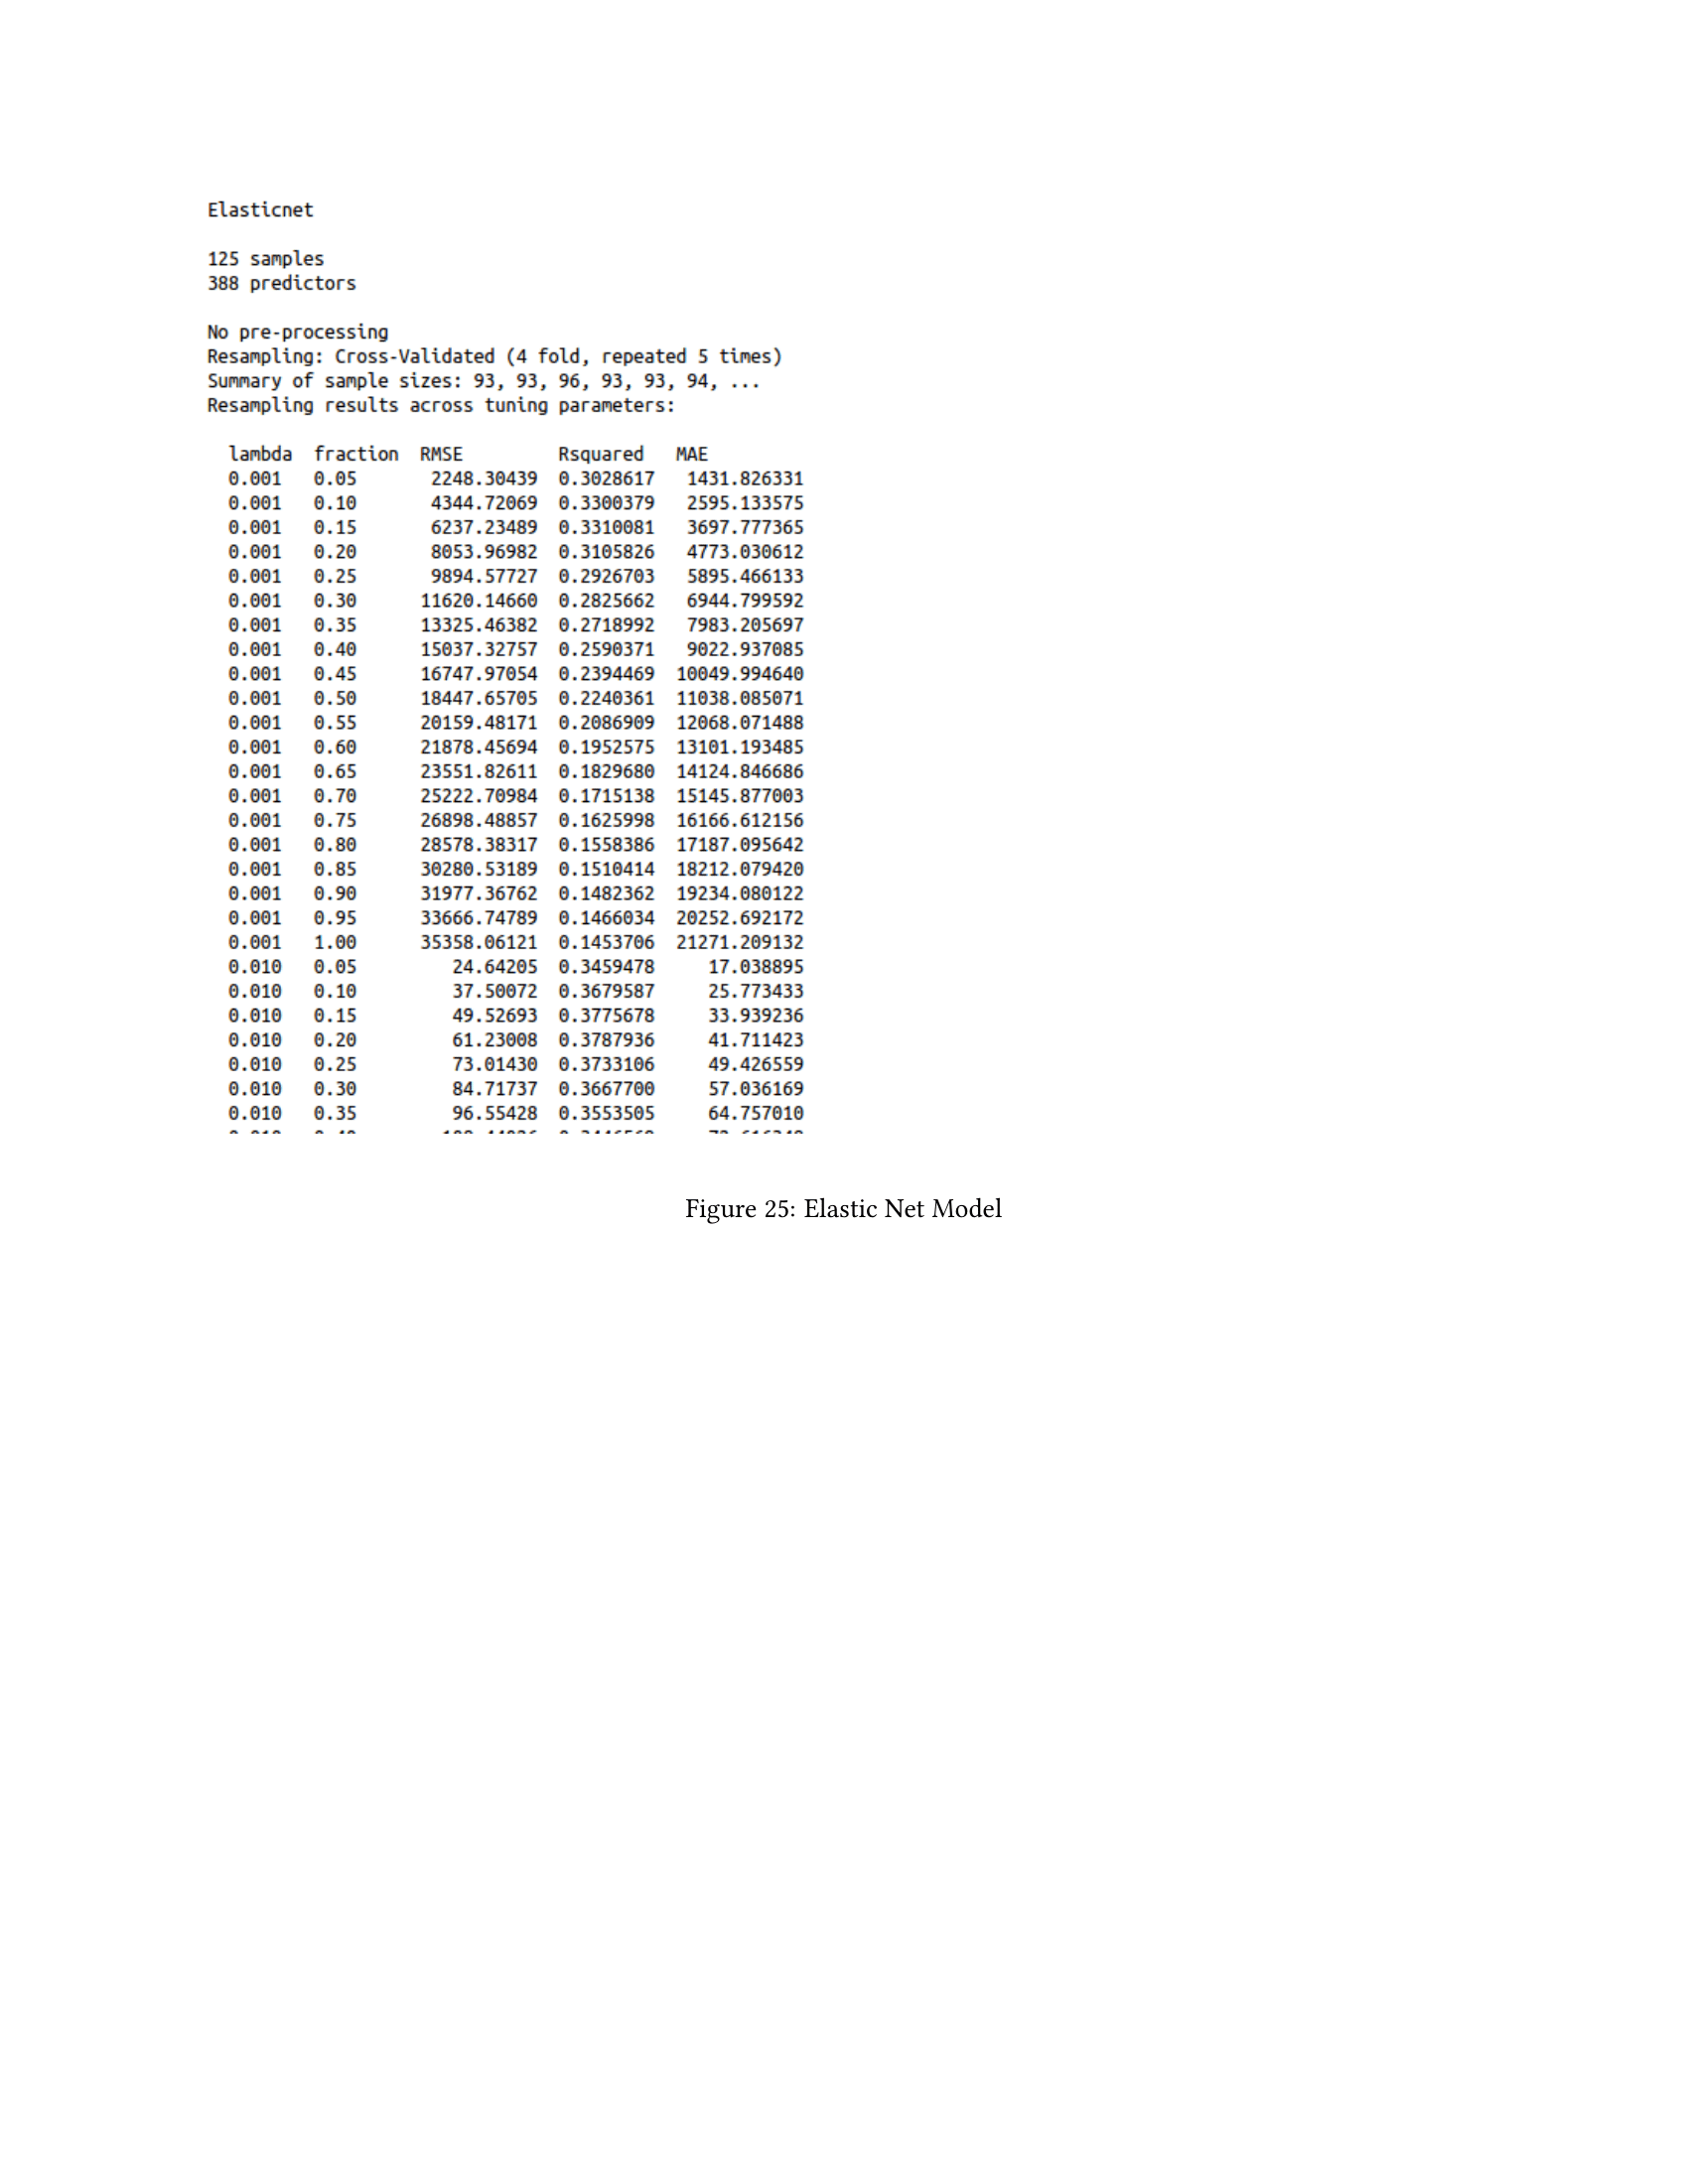 Elasticnet
125 samples
388 predictors
No pre-processing
Resampling: Cross-Validated (4 fold, repeated 5 times)
Summary of sample sizes: 93, 93, 96, 93, 93, 94, ...
Resampling results across tuning parameters:
lambda fraction RMSE Rsquared MAE
0.001 0.05 2248.30439 0.3028617 1431.826331
0.001 0.10 4344.72069 0.3300379 2595.133575
0.001 0.15 6237.23489 0.3310081 3697.777365
0.001 0.20 8053.96982 0.3105826 4773.030612
0.001 0.25 9894.57727 0.2926703 5895.466133
0.001 0.30 11620.14660 0.2825662 6944.799592
0.001 0.35 13325.46382 0.2718992 7983.205697
0.001 0.40 15037.32757 0.2590371 9022.937085
0.001 0.45 16747.97054 0.2394469 10049.994640
0.001 0.50 18447.65705 0.2240361 11038.085071
0.001 0.55 20159.48171 0.2086909 12068.071488
0.001 0.60 21878.45694 0.1952575 13101.193485
0.001 0.65 23551.82611 0.1829680 14124.846686
0.001 0.70 25222.70984 0.1715138 15145.877003
0.001 0.75 26898.48857 0.1625998 16166.612156
0.001 0.80 28578.38317 0.1558386 17187.095642
0.001 0.85 30280.53189 0.1510414 18212.079420
0.001 0.90 31977.36762 0.1482362 19234.080122
0.001 0.95 33666.74789 0.1466034 20252.692172
0.001 1.00 35358.06121 0.1453706 21271.209132
0.010 0.05 24.64205 0.3459478 17.038895
0.010 0.10 37.50072 0.3679587 25.773433
0.010 0.15 49.52693 0.3775678 33.939236
0.010 0.20 61.23008 0.3787936 41.711423
0.010 0.25 73.01430 0.3733106 49.426559
0.010 0.30 84.71737 0.3667700 57.036169
0.010 0.35 96.55428 0.3553505 64.757010
Figure 25: Elastic Net Model